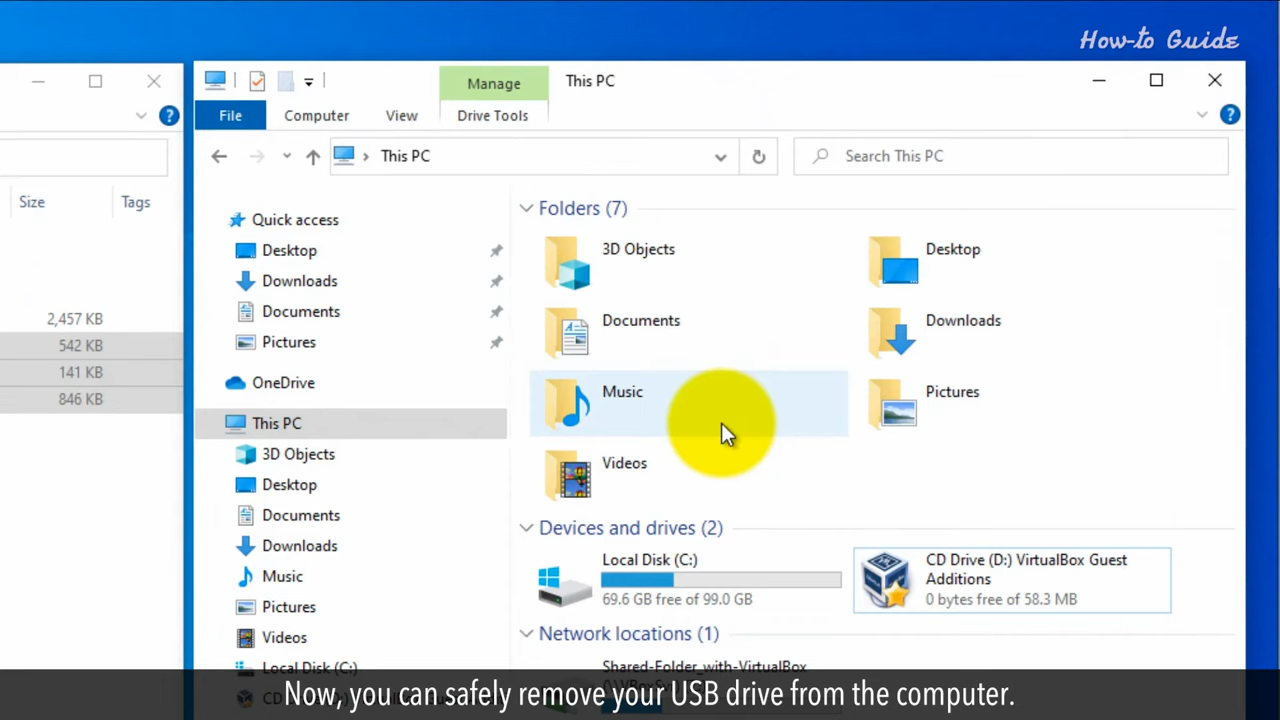 How-to Guide
Manage
This PC
File
Computer
View
Drive Tools
This PC
Search This PC
Size
Tags
2,457 KB
542 KB
141 KB
846 KB
Quick access
Desktop
Downloads
Documents
Pictures
OneDrive
This PC
3D Objects
Desktop
Documents
Downloads
Music
Pictures
Videos
Local Disk (C:)
Folders (7)
3D Objects
Desktop
Documents
Downloads
Music
Pictures
Videos
Devices and drives (2)
Local Disk (C:)
69.6 GB free of 99.0 GB
CD Drive (D:) VirtualBox Guest
Additions
0 bytes free of 58.3 MB
Network locations (1)
Shared-Folder_with-VirtualBox
Now, you can safely remove your USB drive from the computer.